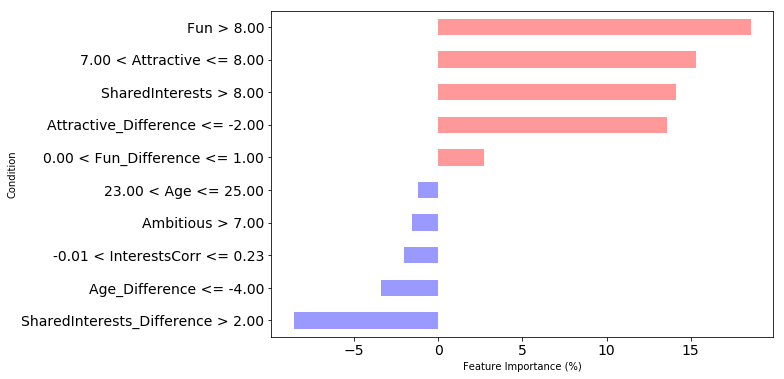 Fun > 8.00
7.00 < Attractive <= 8.00
SharedInterests > 8.00
Attractive_Difference <= -2.00
0.00 < Fun_Difference <= 1.00
23.00 < Age <= 25.00
Ambitious > 7.00
-0.01 < InterestsCorr <= 0.23
Age_Difference <= -4.00
SharedInterests_Difference > 2.00
Condition
−5 0 5 10 15
Feature Importance (%)